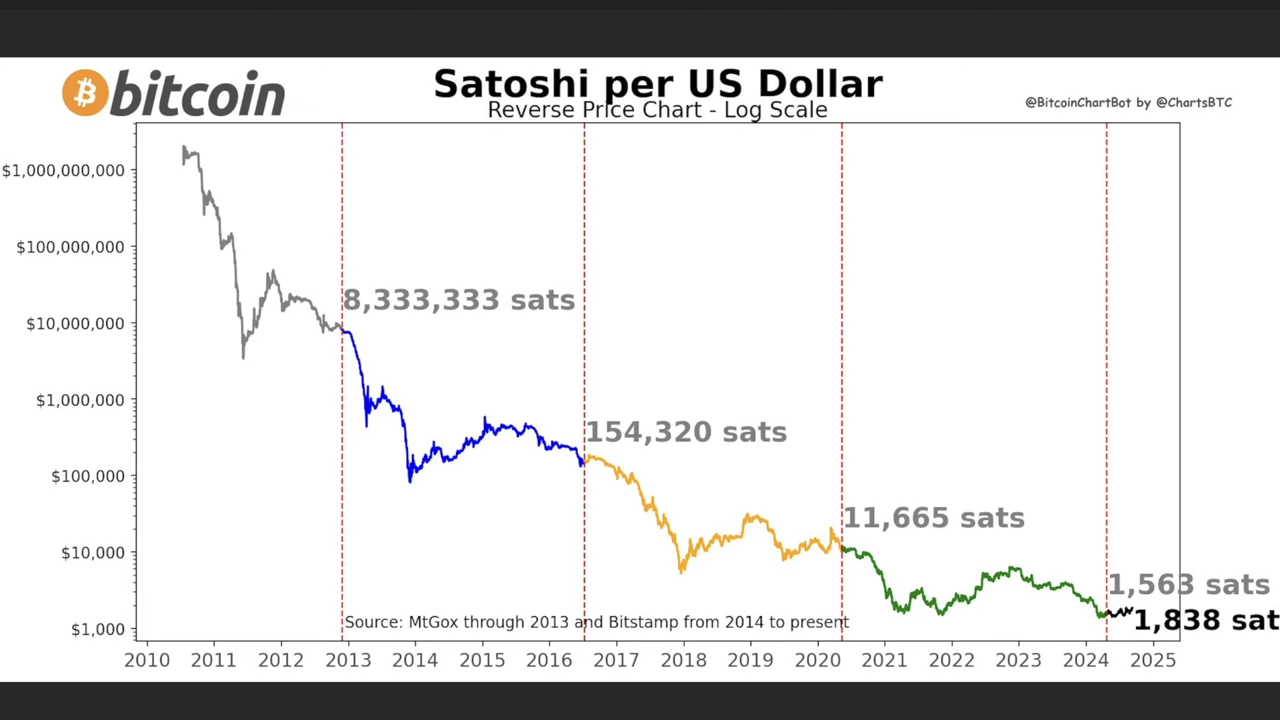 bitcoin
Satoshi per US Dollar
Reverse Price Chart - Log Scale
@BitcoinChartBot by @ChartsBTC
$1,000,000,000
$100,000,000
$10,000,000
$1,000,000
$100,000
$10,000
$1,000
8,333,333 sats
154,320 sats
11,665 sats
1,563 sats
1,838 sat
Source: MtGox through 2013 and Bitstamp from 2014 to present
2010 2011 2012 2013 2014 2015 2016 2017 2018 2019 2020 2021 2022 2023 2024 2025